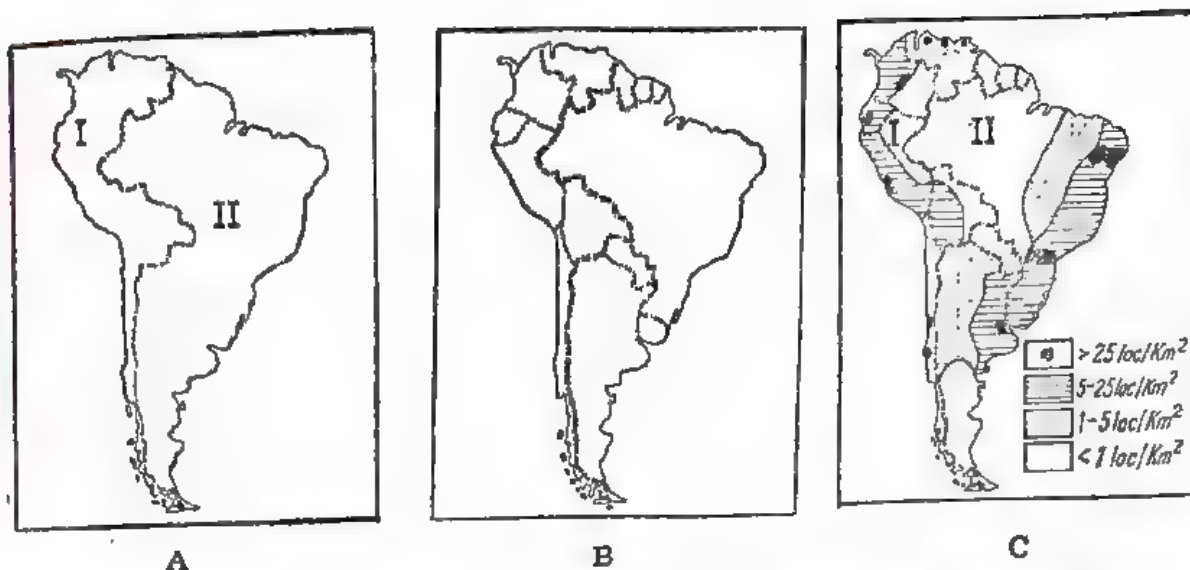 I
II
A
B
I
II
> 25 loc/Km²
5-25 loc/Km²
1-5 loc/Km²
< 1 loc/Km²
C